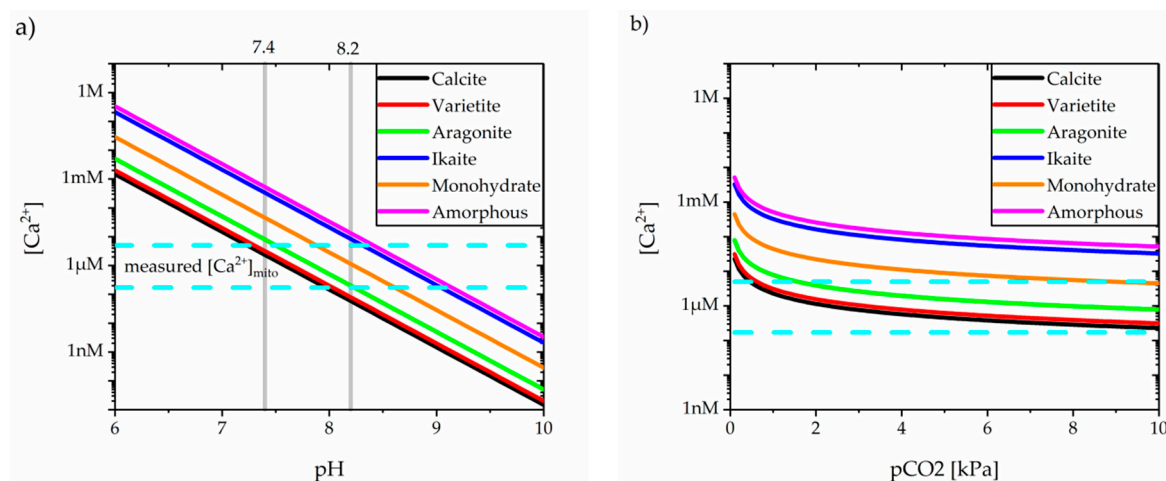 a)
7.4 8.2
1M
1mM
1µM
1nM
[Ca2+]
Calcite
Varietite
Aragonite
Ikaite
Monohydrate
Amorphous
measured [Ca2+]mito
6 7 8 9 10
pH
b)
1M
1mM
1µM
1nM
[Ca2+]
Calcite
Varietite
Aragonite
Ikaite
Monohydrate
Amorphous
0 2 4 6 8 10
pCO2 [kPa]